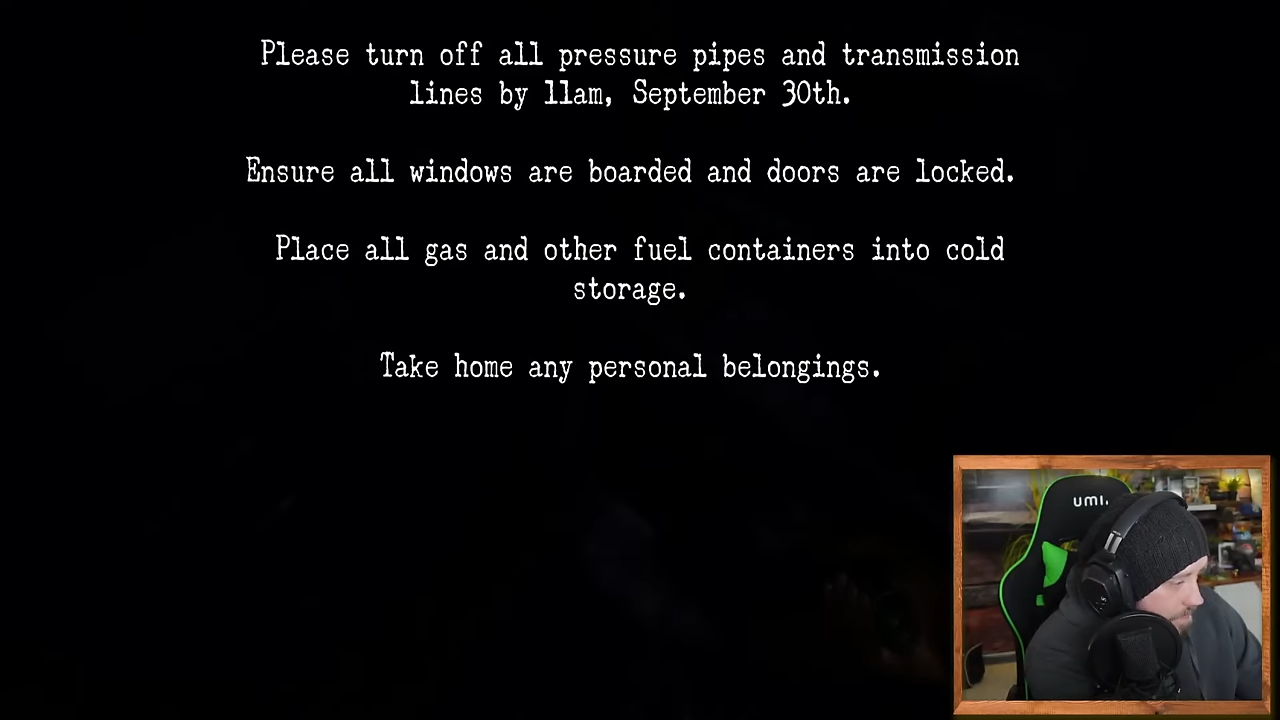 Please turn off all pressure pipes and transmission
lines by 11am, September 30th.
Ensure all windows are boarded and doors are locked.
Place all gas and other fuel containers into cold
storage.
Take home any personal belongings.